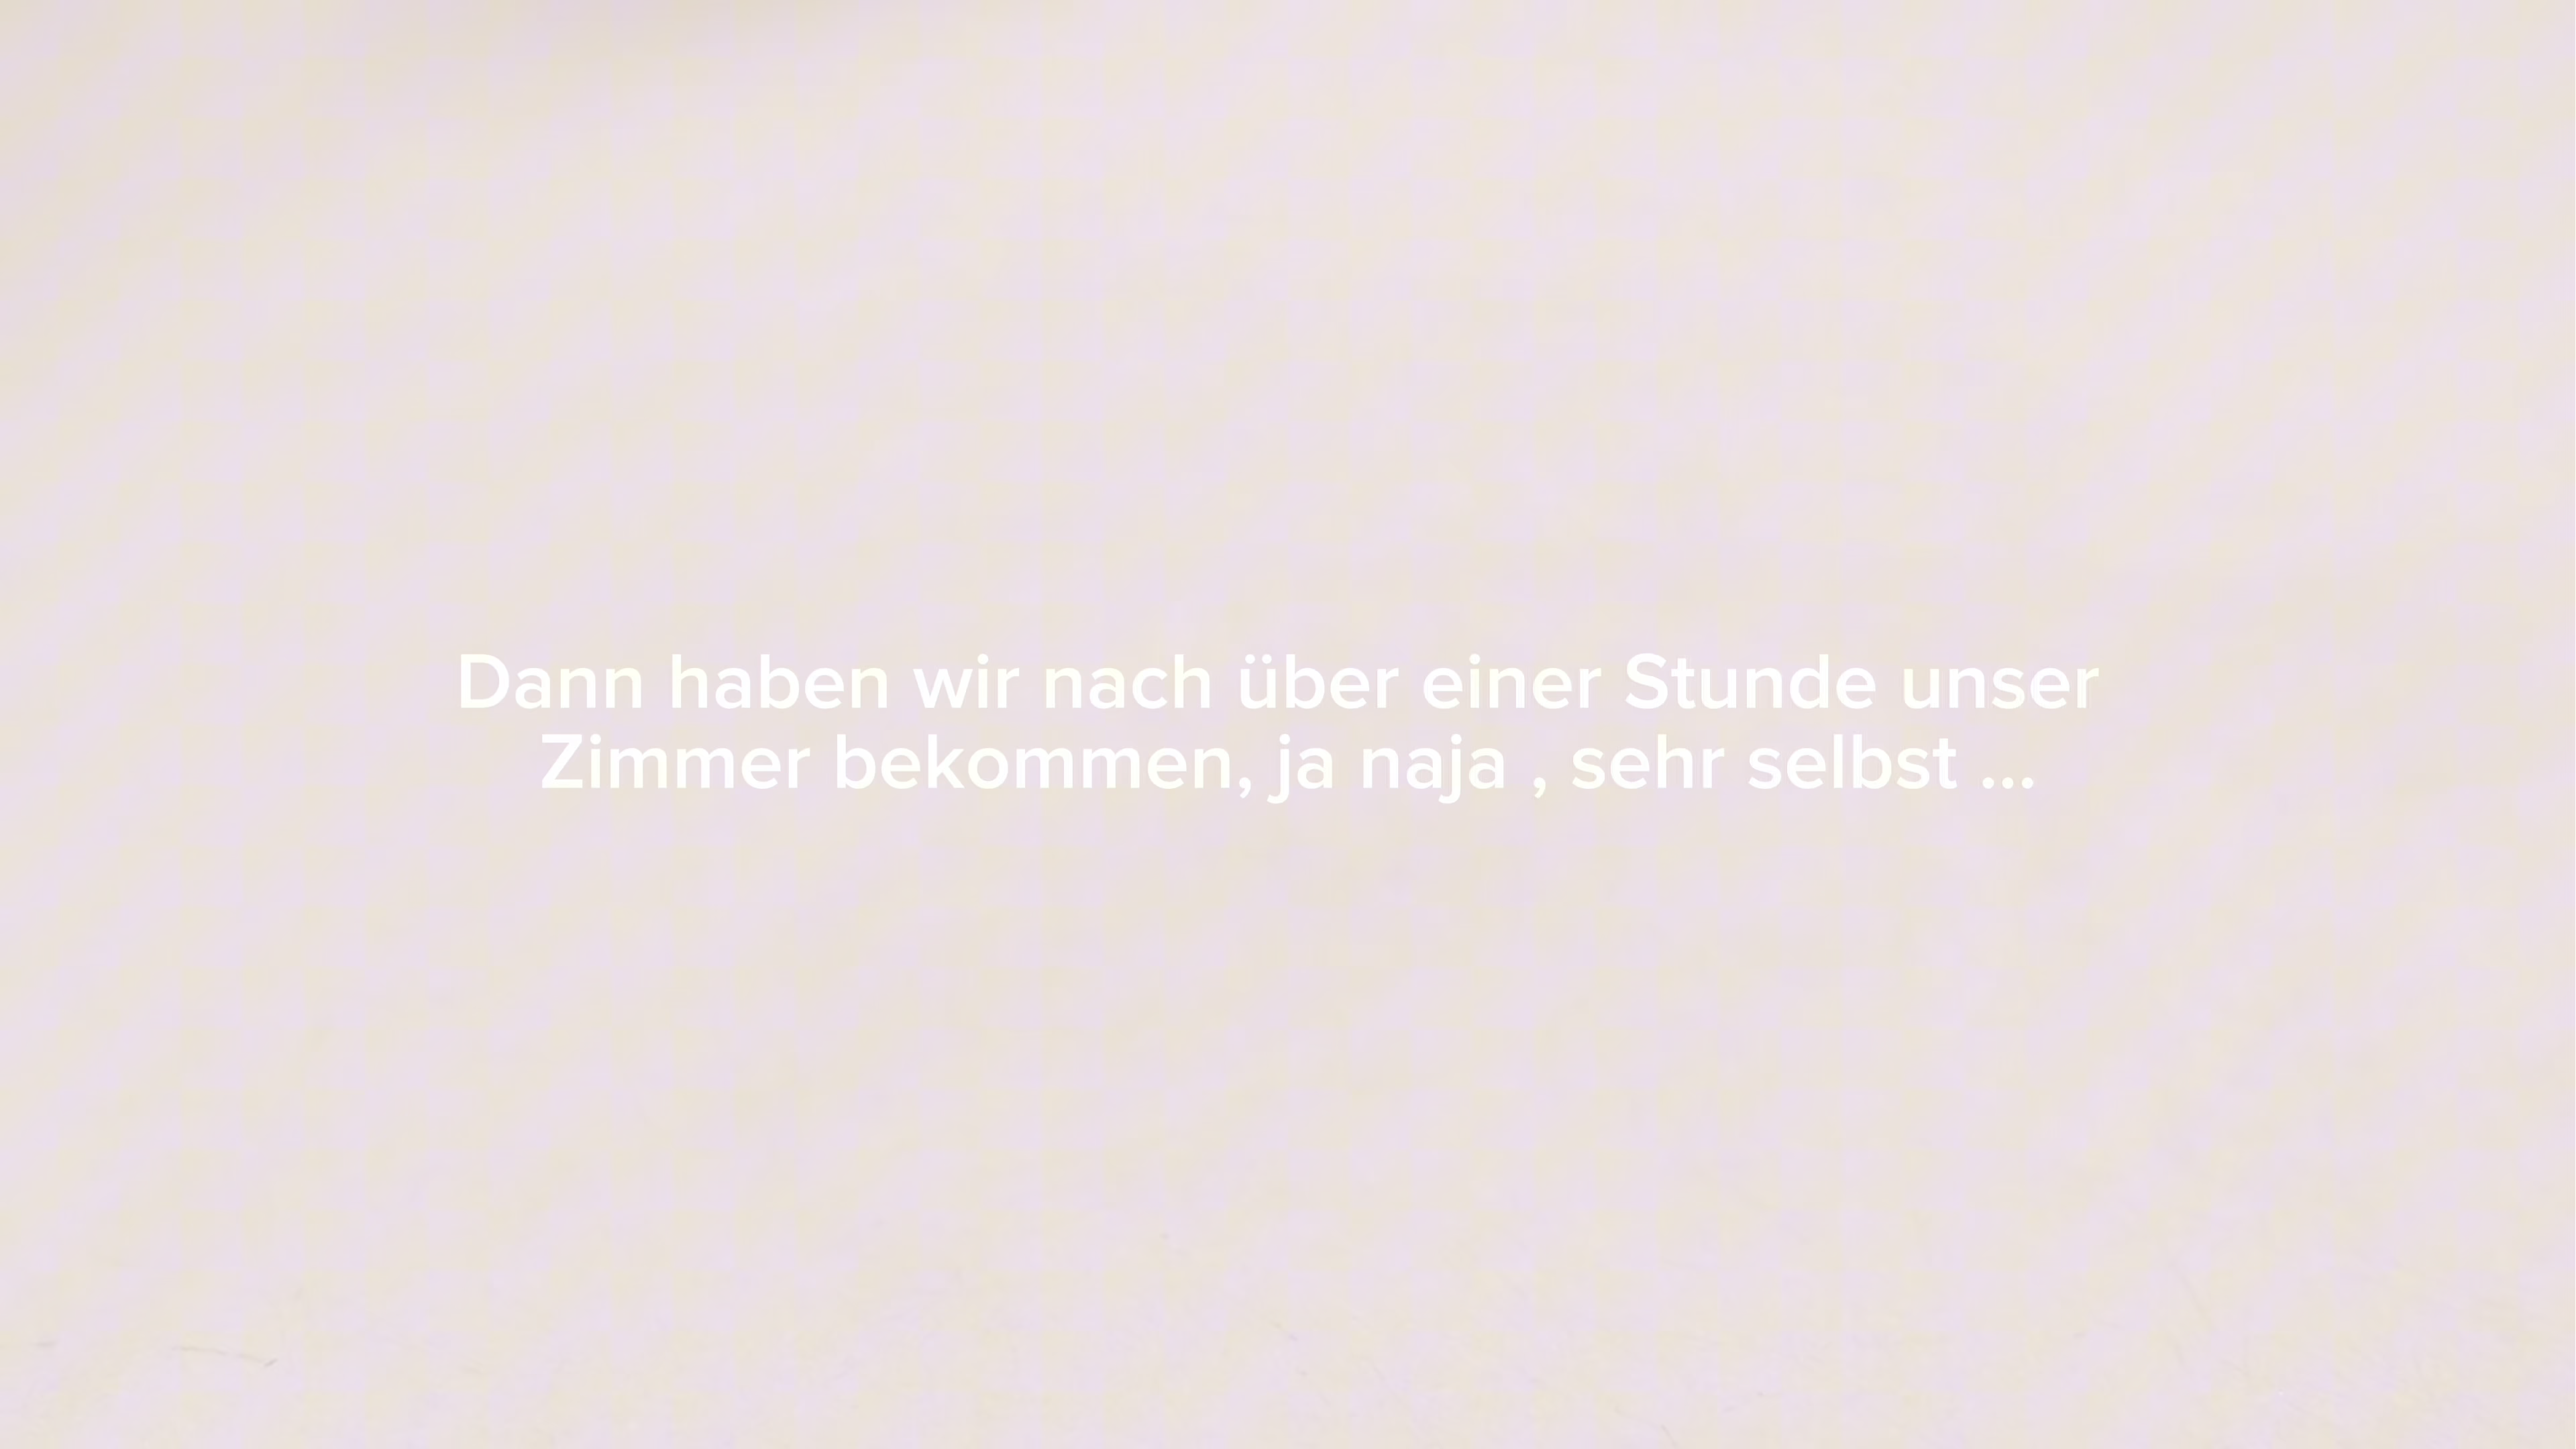 Dann haben wir nach über einer Stunde unser
Zimmer bekommen, ja naja , sehr selbst ...